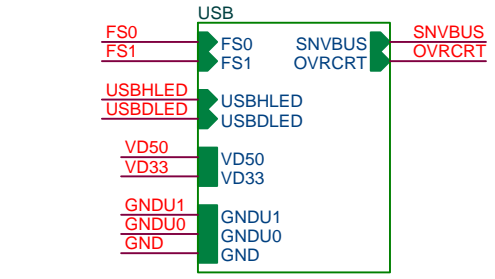 USB
FS0 FS0 SNVBUS SNVBUS
FS1 FS1 OVRCRT OVRCRT
USBHLED USBHLED
USBDLED USBDLED
VD50 VD50
VD33 VD33
GNDU1 GNDU1
GNDU0 GNDU0
GND GND